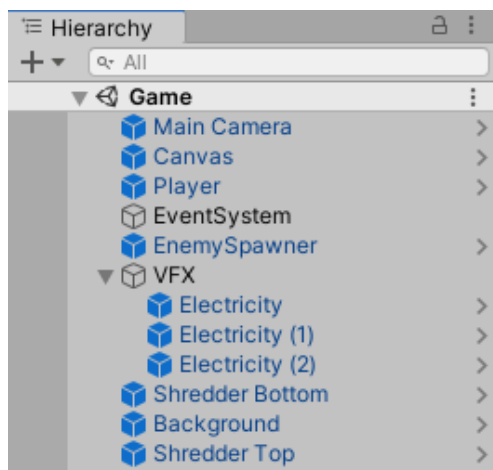 Hierarchy
All
Game
Main Camera
Canvas
Player
EventSystem
EnemySpawner
VFX
Electricity
Electricity (1)
Electricity (2)
Shredder Bottom
Background
Shredder Top